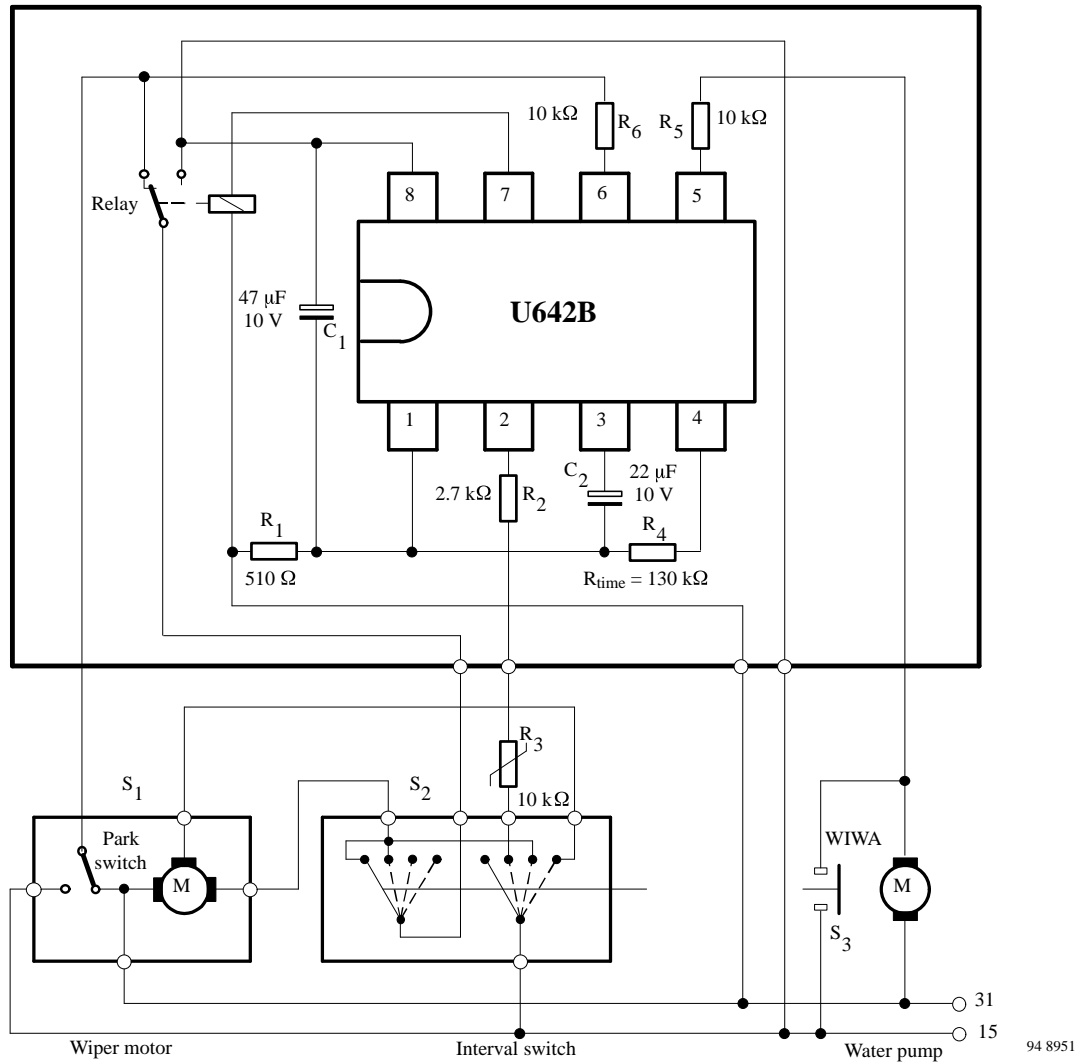 10 kΩ
R6
R5
10 kΩ
8
7
6
5
Relay
47 μF
10 V
C1
U642B
1
2
3
4
2.7 kΩ
R2
C2
22 μF
10 V
R1
510 Ω
R4
Rtime = 130 kΩ
R3
10 kΩ
S1
S2
Park
switch
M
WIWA
M
S3
31
15
Wiper motor
Interval switch
Water pump
94 8951